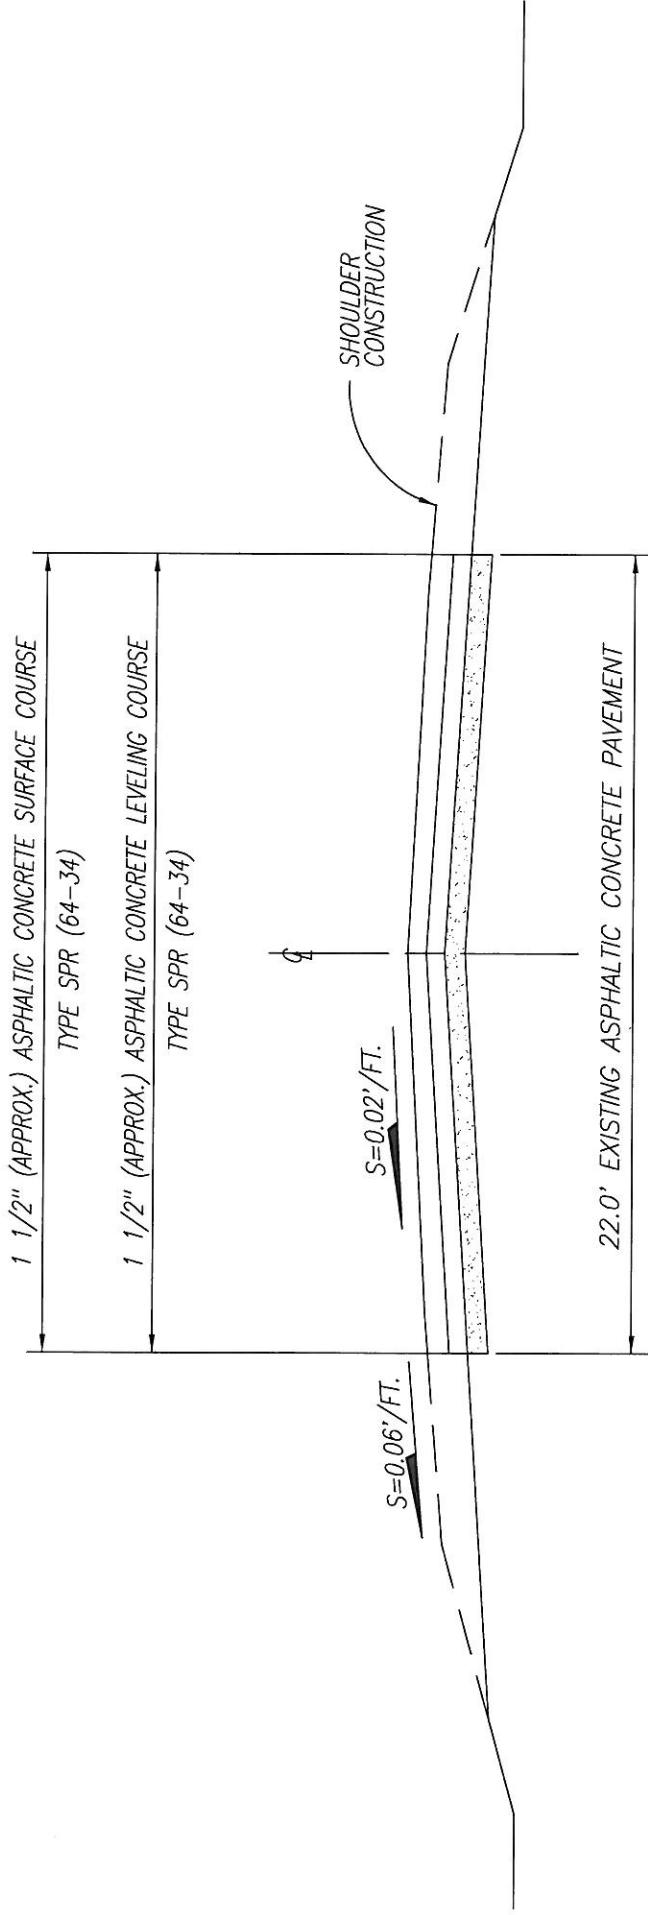 1 1/2" (APPROX.) ASPHALTIC CONCRETE SURFACE COURSE
TYPE SPR (64-34)
1 1/2" (APPROX.) ASPHALTIC CONCRETE LEVELING COURSE
TYPE SPR (64-34)
℄
SHOULDER
CONSTRUCTION
S=0.06'/FT.
S=0.02'/FT.
22.0' EXISTING ASPHALTIC CONCRETE PAVEMENT